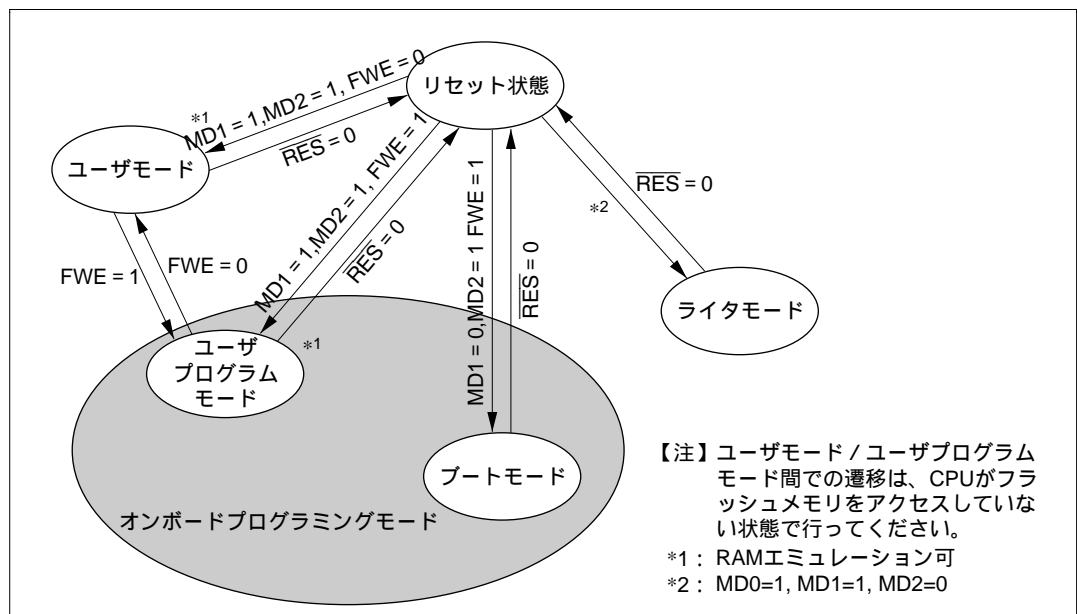 リセット状態
MD1 = 1,MD2 = 1, FWE = 0
*1
RES = 0
ユーザモード
MD1 = 1,MD2 = 1, FWE = 1
RES = 0
MD1 = 0,MD2 = 1 FWE = 1
RES = 0
*2
RES = 0
FWE = 1
FWE = 0
ライタモード
ユーザ
プログラム
モード
*1
ブートモード
オンボードプログラミングモード
【注】ユーザモード / ユーザプログラム
モード間での遷移は、CPUがフラ
ッシュメモリをアクセスしていな
い状態で行ってください。
*1 : RAMエミュレーション可
*2 : MD0=1, MD1=1, MD2=0